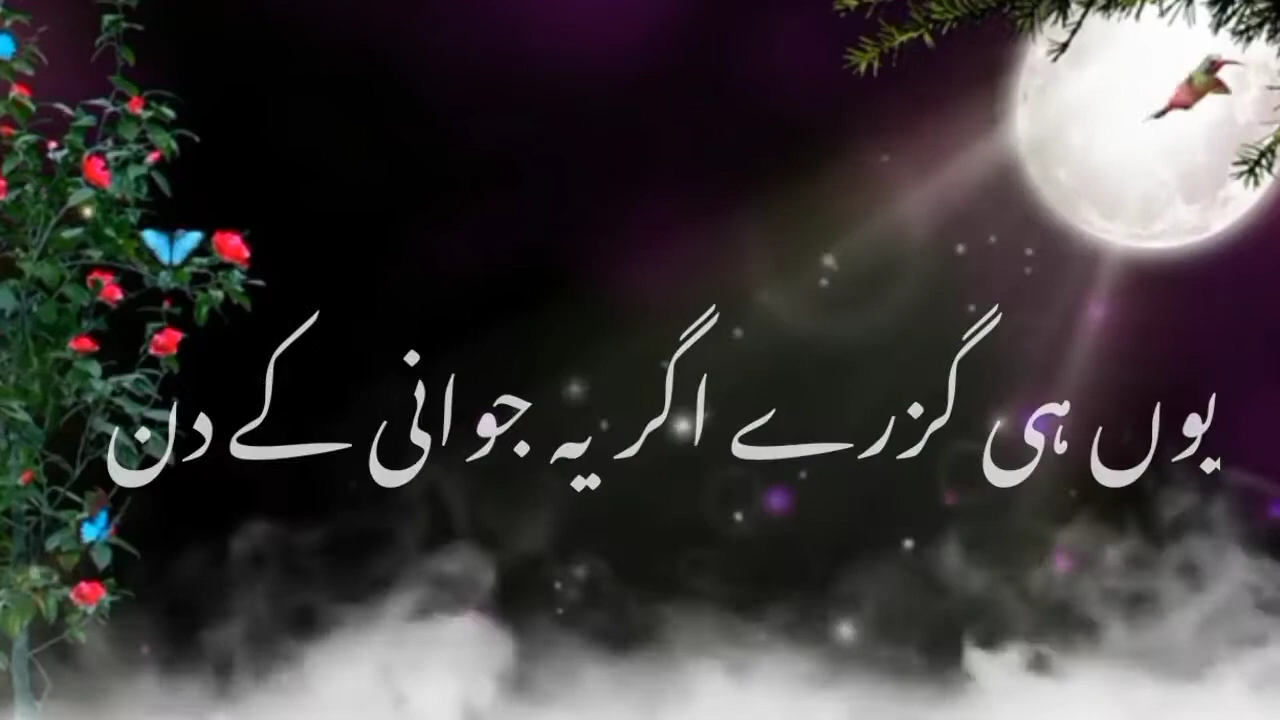 یوں ہی گزرے اگر یہ جوانی کے دن